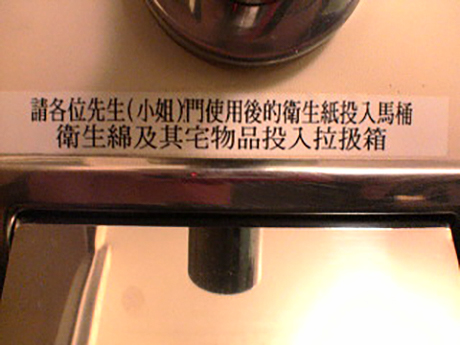 請各位先生(小姐)門使用後的衛生紙投入馬桶
衛生綿及其宅物品投入拉扱箱